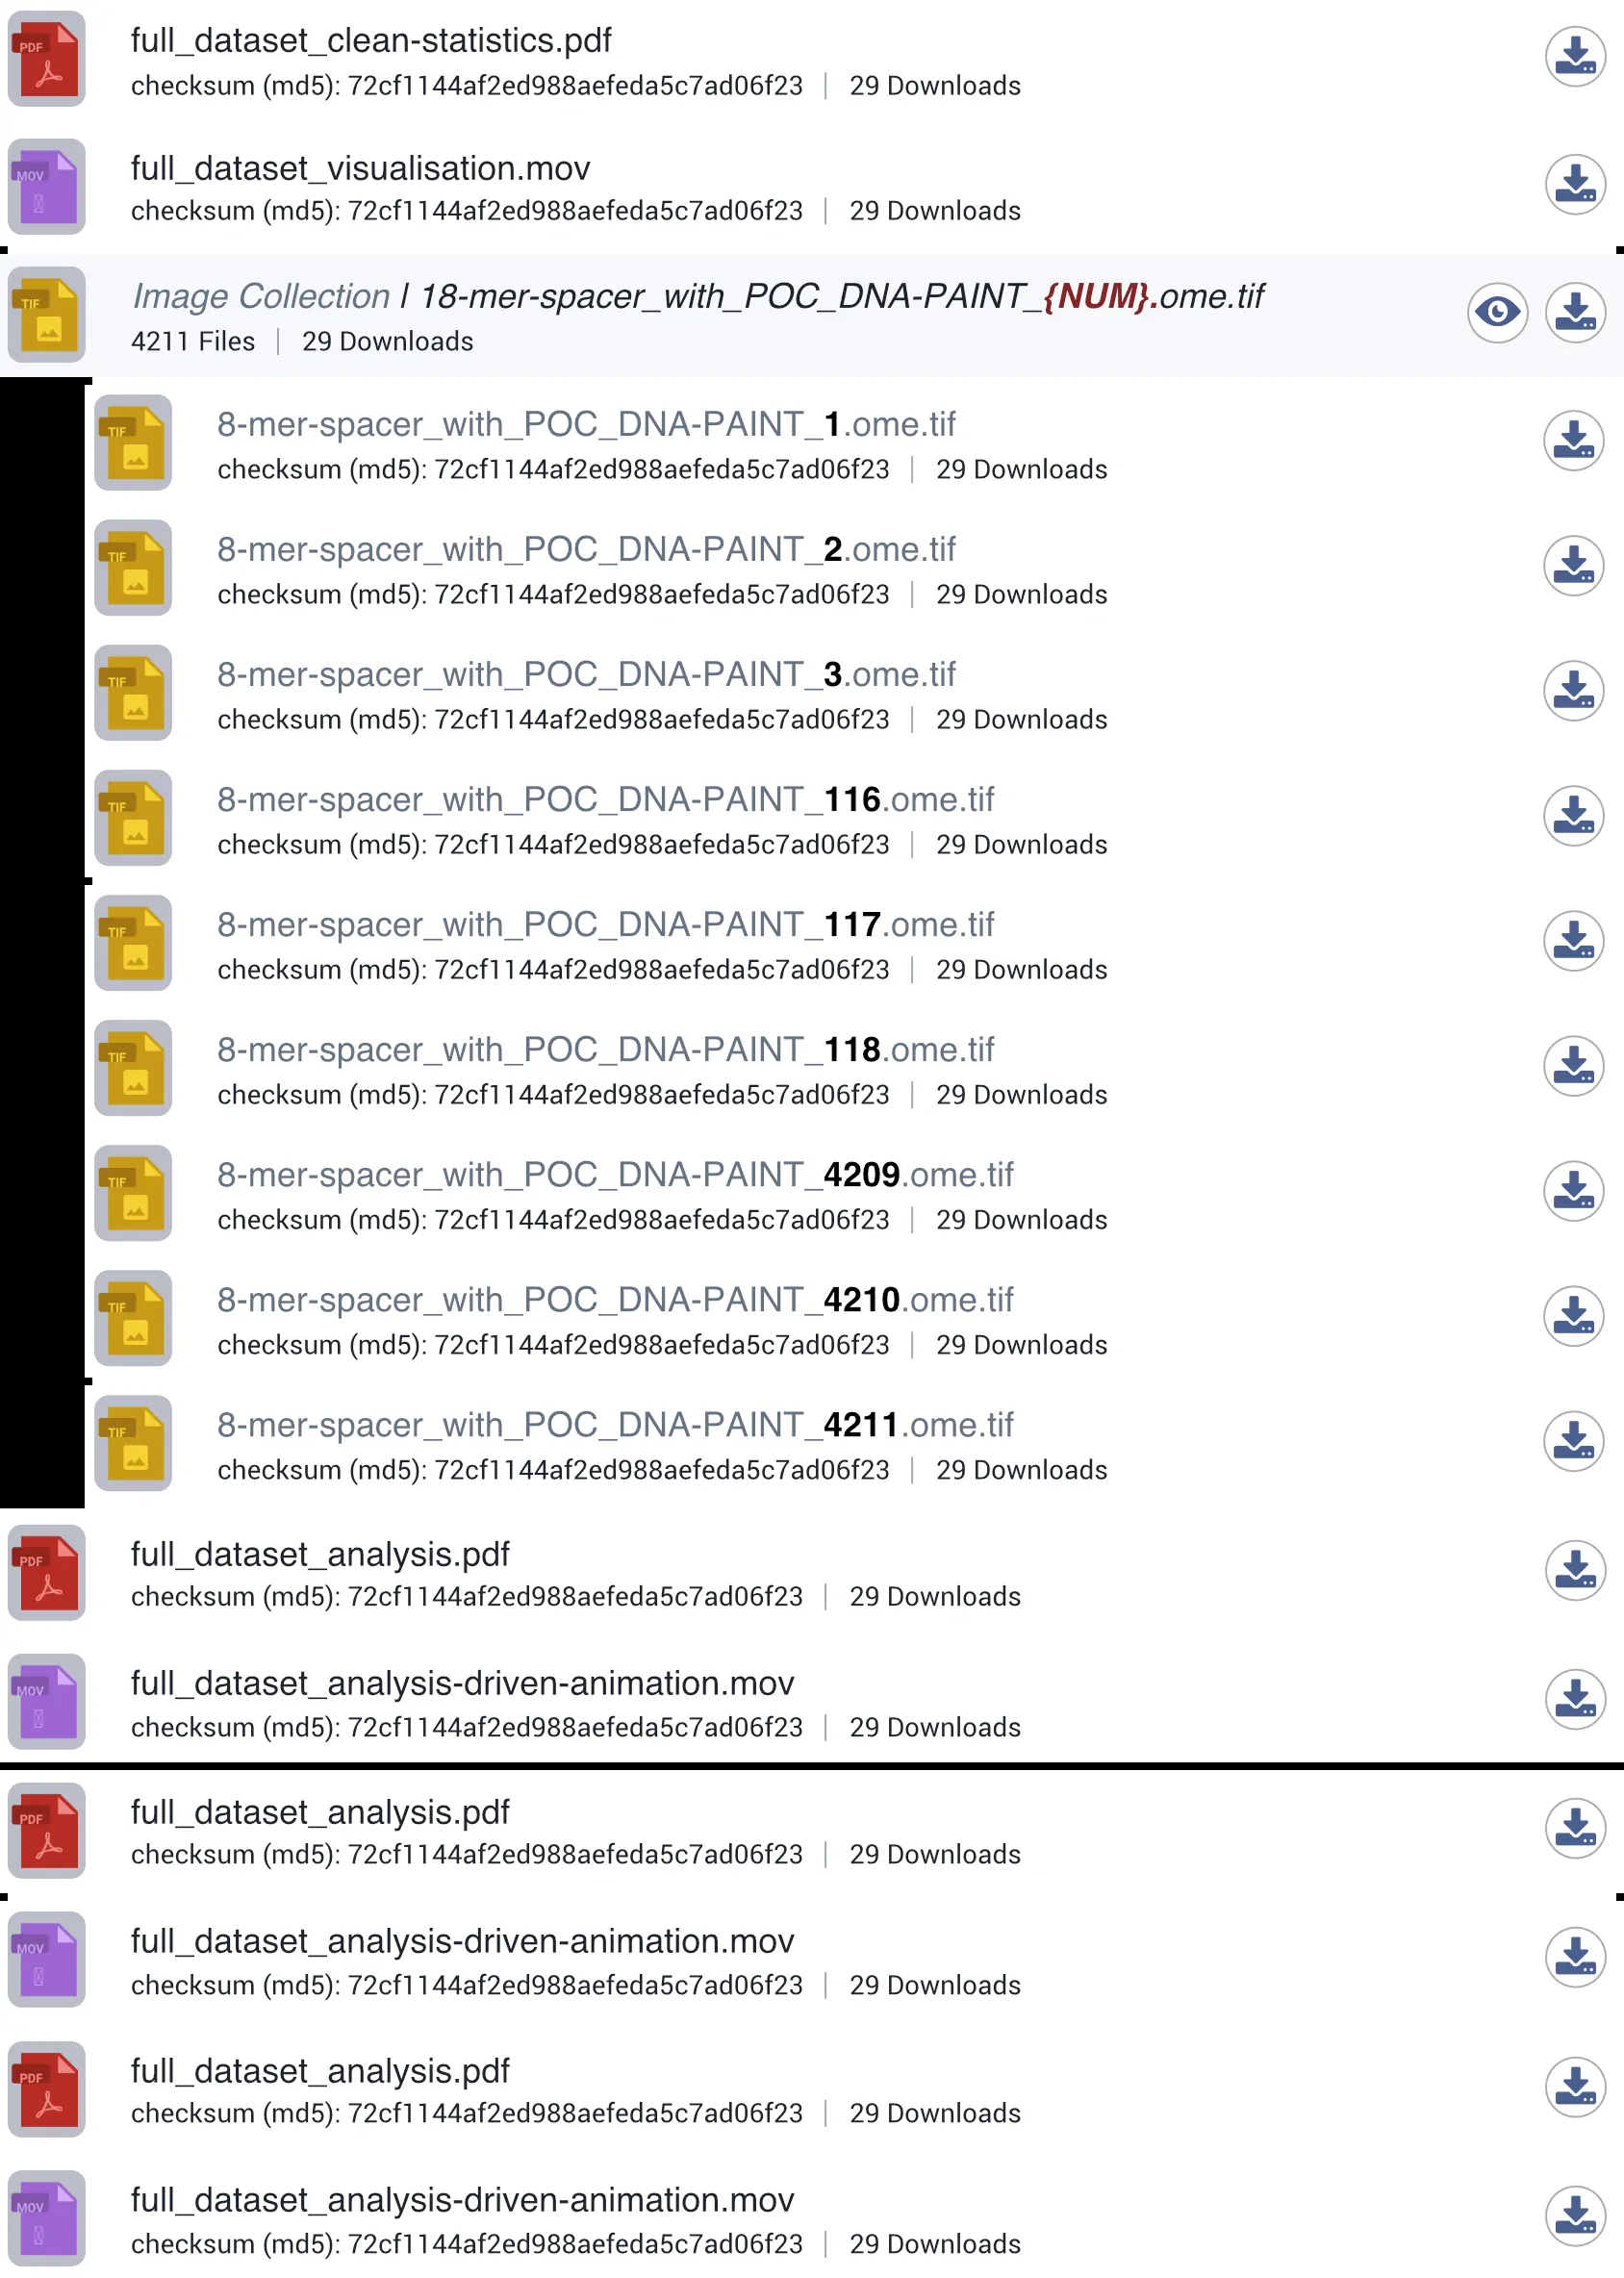 PDF
full_dataset_clean-statistics.pdf
checksum (md5): 72cf1144af2ed988aefeda5c7ad06f23 | 29 Downloads
MOV
full_dataset_visualisation.mov
checksum (md5): 72cf1144af2ed988aefeda5c7ad06f23 | 29 Downloads
TIF
Image Collection | 18-mer-spacer_with_POC_DNA-PAINT_{NUM}.ome.tif
4211 Files | 29 Downloads
TIF
8-mer-spacer_with_POC_DNA-PAINT_1.ome.tif
checksum (md5): 72cf1144af2ed988aefeda5c7ad06f23 | 29 Downloads
TIF
8-mer-spacer_with_POC_DNA-PAINT_2.ome.tif
checksum (md5): 72cf1144af2ed988aefeda5c7ad06f23 | 29 Downloads
TIF
8-mer-spacer_with_POC_DNA-PAINT_3.ome.tif
checksum (md5): 72cf1144af2ed988aefeda5c7ad06f23 | 29 Downloads
TIF
8-mer-spacer_with_POC_DNA-PAINT_116.ome.tif
checksum (md5): 72cf1144af2ed988aefeda5c7ad06f23 | 29 Downloads
TIF
8-mer-spacer_with_POC_DNA-PAINT_117.ome.tif
checksum (md5): 72cf1144af2ed988aefeda5c7ad06f23 | 29 Downloads
TIF
8-mer-spacer_with_POC_DNA-PAINT_118.ome.tif
checksum (md5): 72cf1144af2ed988aefeda5c7ad06f23 | 29 Downloads
TIF
8-mer-spacer_with_POC_DNA-PAINT_4209.ome.tif
checksum (md5): 72cf1144af2ed988aefeda5c7ad06f23 | 29 Downloads
TIF
8-mer-spacer_with_POC_DNA-PAINT_4210.ome.tif
checksum (md5): 72cf1144af2ed988aefeda5c7ad06f23 | 29 Downloads
TIF
8-mer-spacer_with_POC_DNA-PAINT_4211.ome.tif
checksum (md5): 72cf1144af2ed988aefeda5c7ad06f23 | 29 Downloads
PDF
full_dataset_analysis.pdf
checksum (md5): 72cf1144af2ed988aefeda5c7ad06f23 | 29 Downloads
MOV
full_dataset_analysis-driven-animation.mov
checksum (md5): 72cf1144af2ed988aefeda5c7ad06f23 | 29 Downloads
PDF
full_dataset_analysis.pdf
checksum (md5): 72cf1144af2ed988aefeda5c7ad06f23 | 29 Downloads
MOV
full_dataset_analysis-driven-animation.mov
checksum (md5): 72cf1144af2ed988aefeda5c7ad06f23 | 29 Downloads
PDF
full_dataset_analysis.pdf
checksum (md5): 72cf1144af2ed988aefeda5c7ad06f23 | 29 Downloads
MOV
full_dataset_analysis-driven-animation.mov
checksum (md5): 72cf1144af2ed988aefeda5c7ad06f23 | 29 Downloads